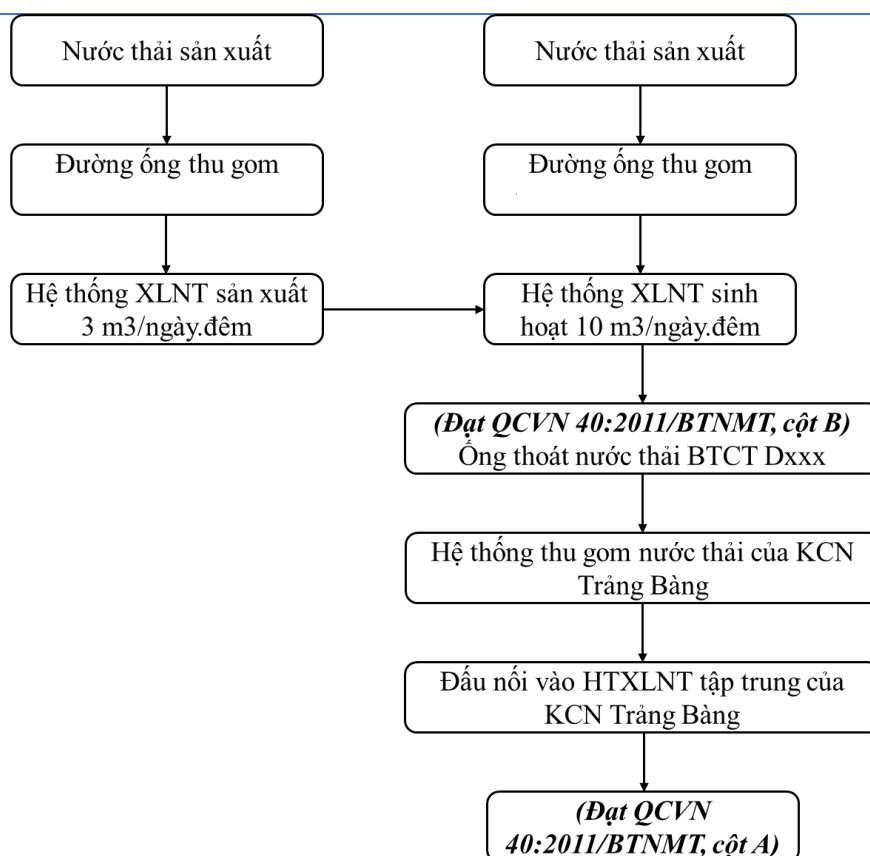 Nước thải sản xuất
Nước thải sản xuất
Đường ống thu gom
Đường ống thu gom
Hệ thống XLNT sản xuất
3 m3/ngày.đêm
Hệ thống XLNT sinh
hoạt 10 m3/ngày.đêm
(Đạt QCVN 40:2011/BTNMT, cột B)
Ống thoát nước thải BTCT Dxxx
Hệ thống thu gom nước thải của KCN
Trảng Bàng
Đấu nối vào HTXLNT tập trung của
KCN Trảng Bàng
(Đạt QCVN
40:2011/BTNMT, cột A)